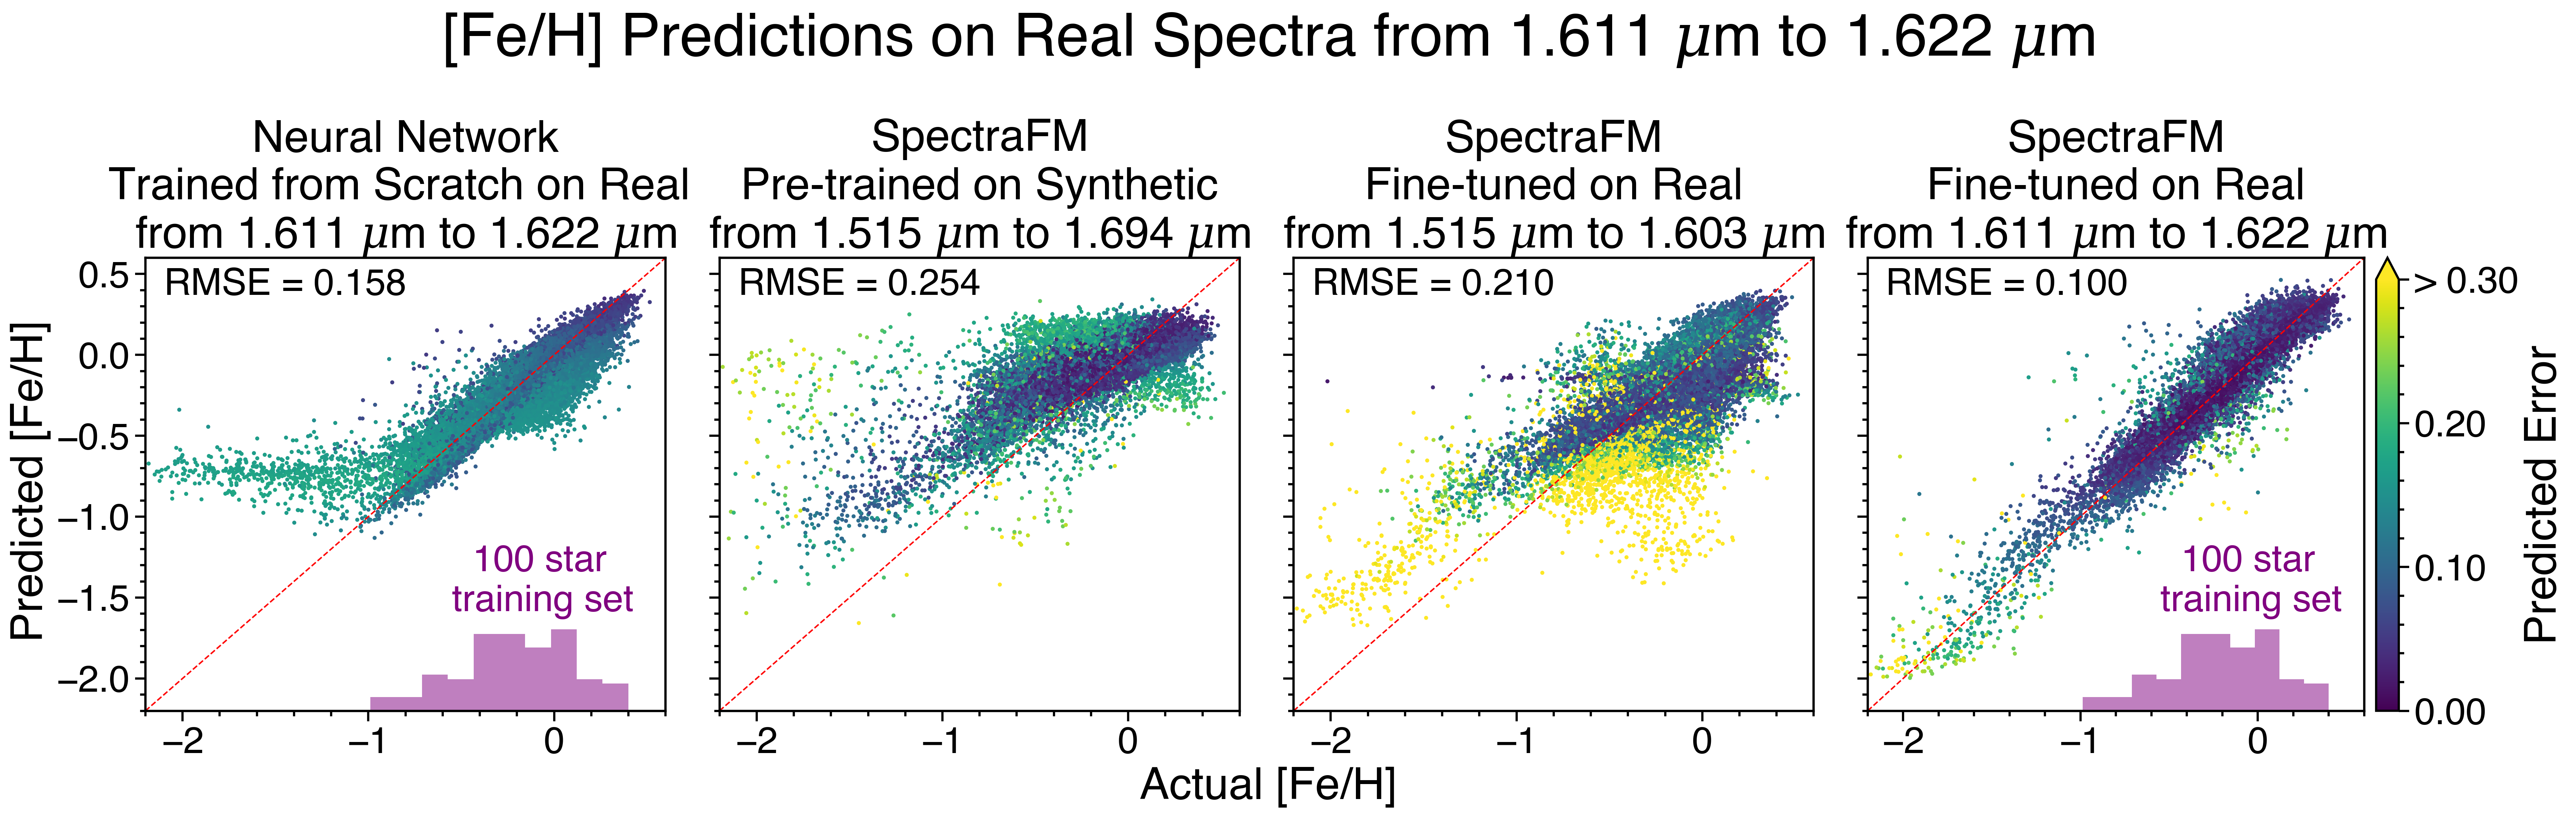 [Fe/H] Predictions on Real Spectra from 1.611 μm to 1.622 μm
Neural Network
Trained from Scratch on Real
from 1.611 μm to 1.622 μm
RMSE = 0.158
100 star
training set
SpectraFM
Pre-trained on Synthetic
from 1.515 μm to 1.694 μm
RMSE = 0.254
SpectraFM
Fine-tuned on Real
from 1.515 μm to 1.603 μm
RMSE = 0.210
SpectraFM
Fine-tuned on Real
from 1.611 μm to 1.622 μm
RMSE = 0.100
100 star
training set
Predicted [Fe/H]
0.5
0.0
−0.5
−1.0
−1.5
−2.0
−2 −1 0
−2 −1 0
−2 −1 0
−2 −1 0
Actual [Fe/H]
> 0.30
0.20
0.10
0.00
Predicted Error